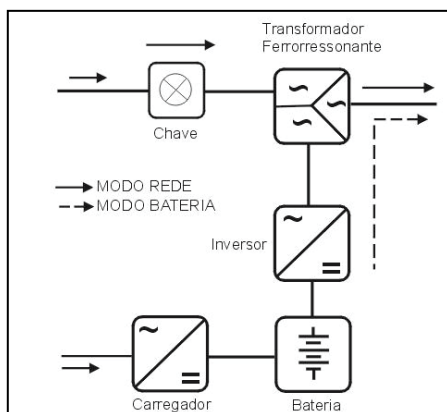 Transformador
Ferrorressonante
Chave
MODO REDE
MODO BATERIA
Inversor
Carregador
Bateria